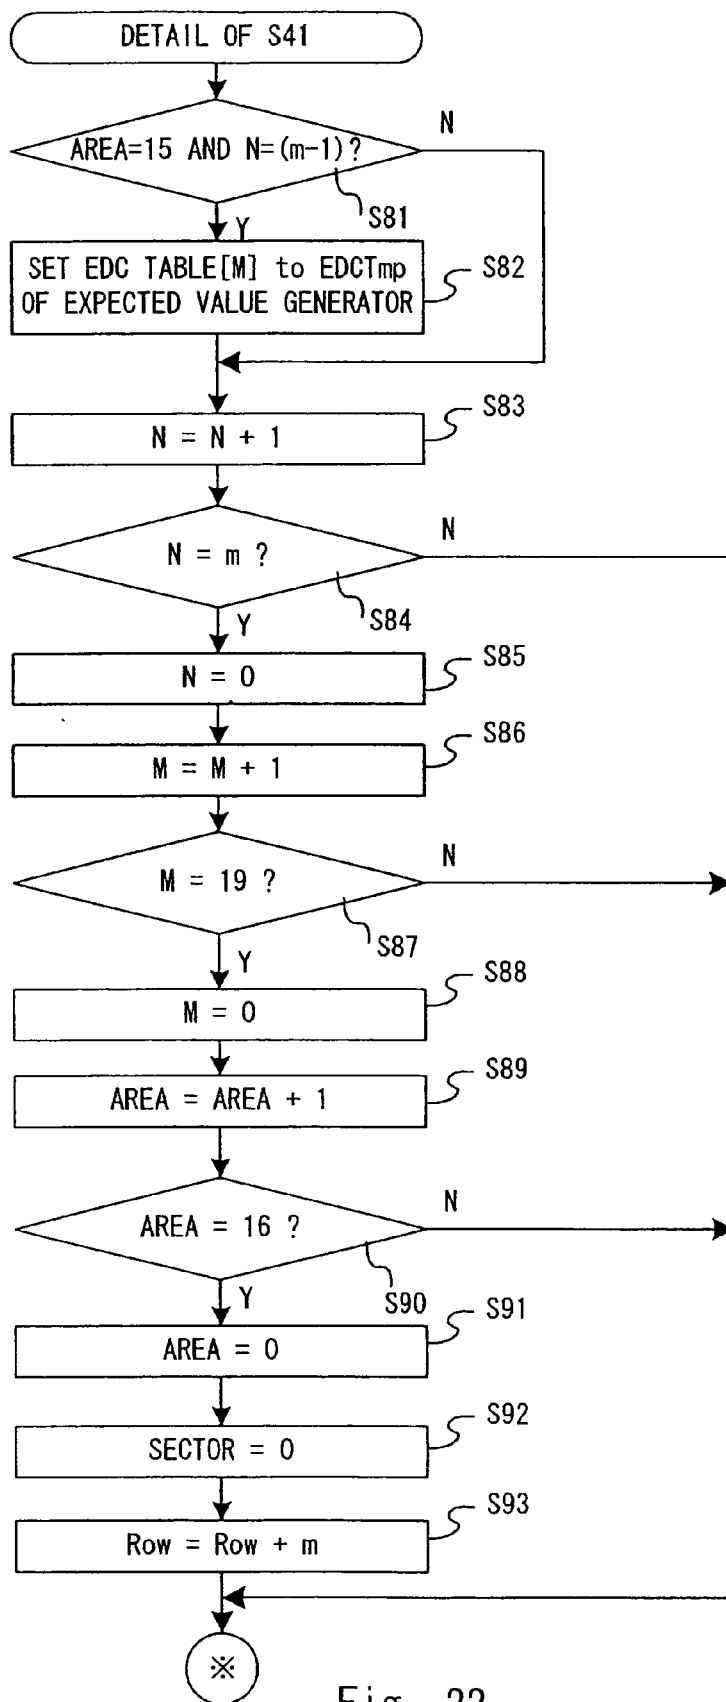 DETAIL OF S41
N
AREA=15 AND N=(m-1)?
S81
Y
SET EDC TABLE[M] to EDCTmp
OF EXPECTED VALUE GENERATOR
S82
N = N + 1
S83
N = m ?
N
S84
Y
N = 0
S85
M = M + 1
S86
M = 19 ?
N
S87
Y
M = 0
S88
AREA = AREA + 1
S89
AREA = 16 ?
N
S90
Y
AREA = 0
S91
SECTOR = 0
S92
Row = Row + m
S93
※